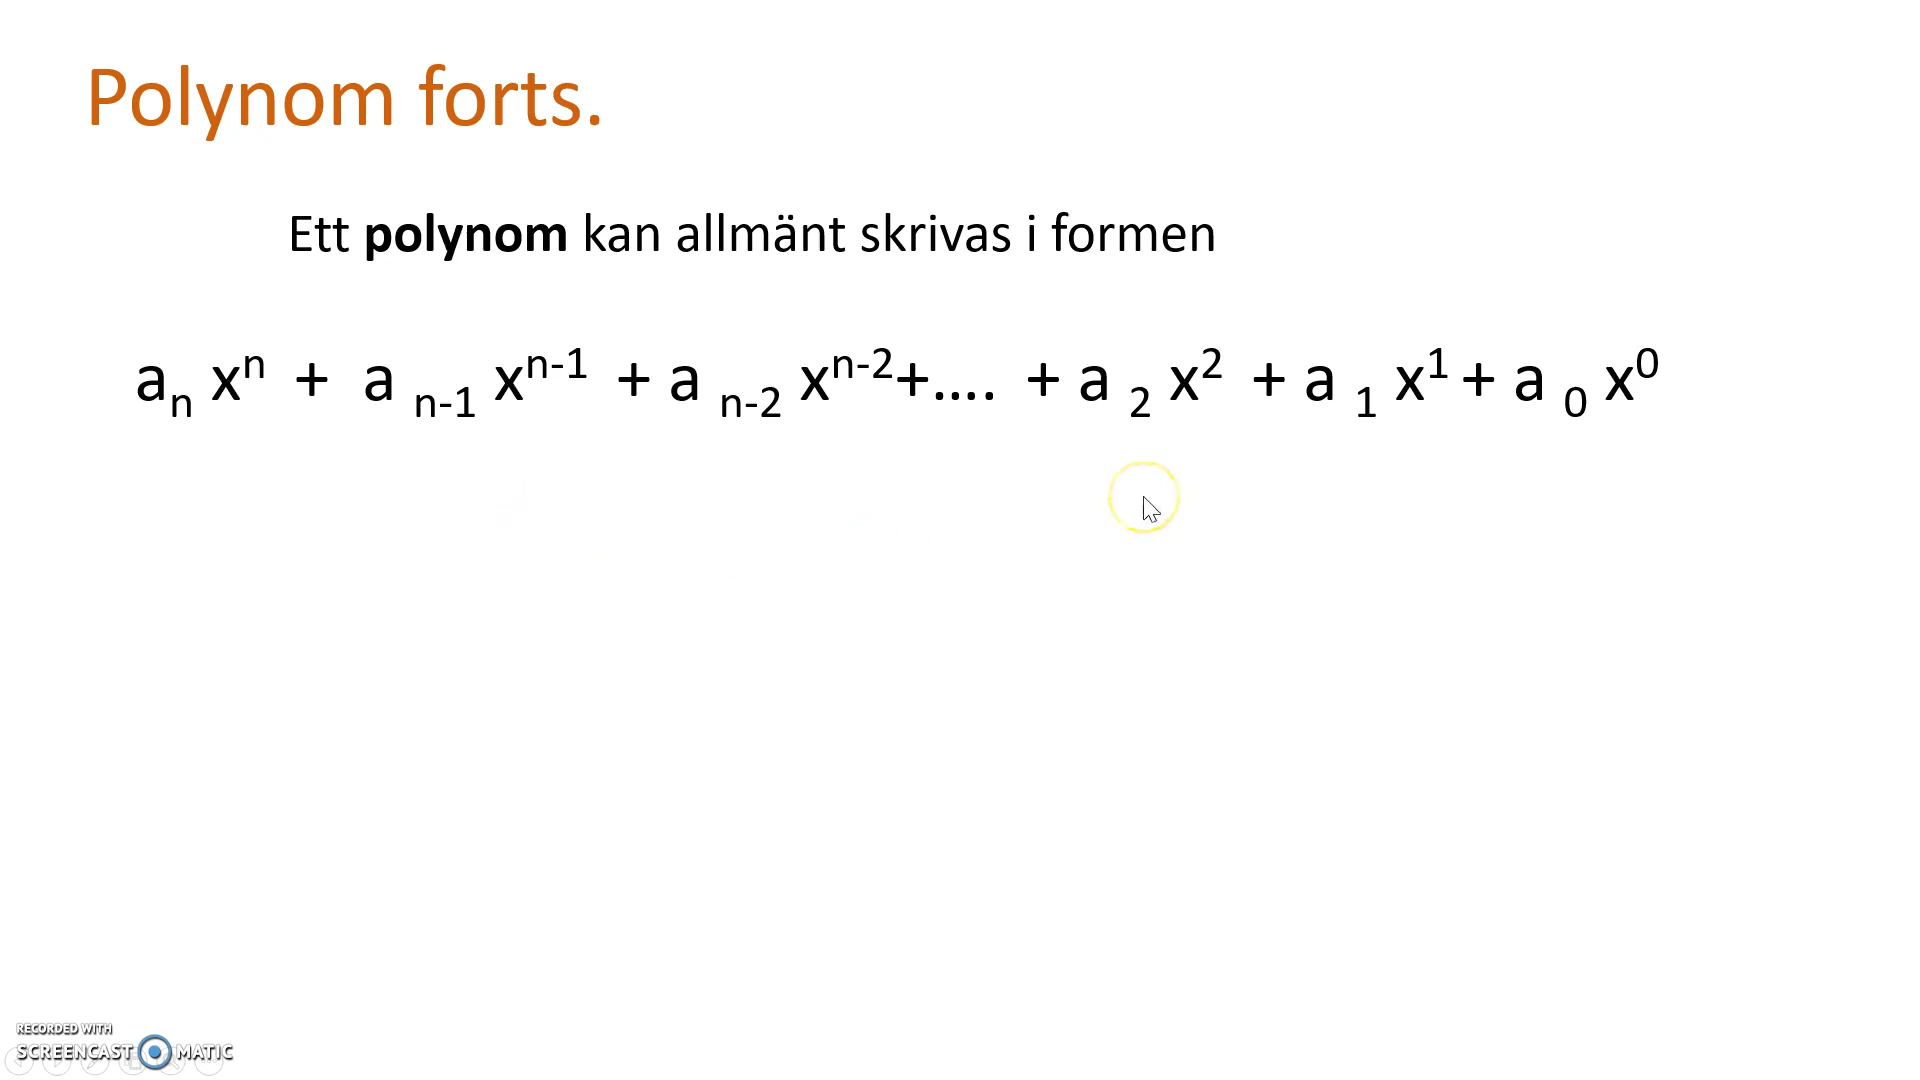 Polynom forts.
Ett polynom kan allmänt skrivas i formen
aₙ xⁿ + a ₙ₋₁ xⁿ⁻¹ + a ₙ₋₂ xⁿ⁻²+.... + a ₂ x² + a ₁ x¹ + a ₀ x⁰
RECORDED WITH
SCREENCAST MATIC